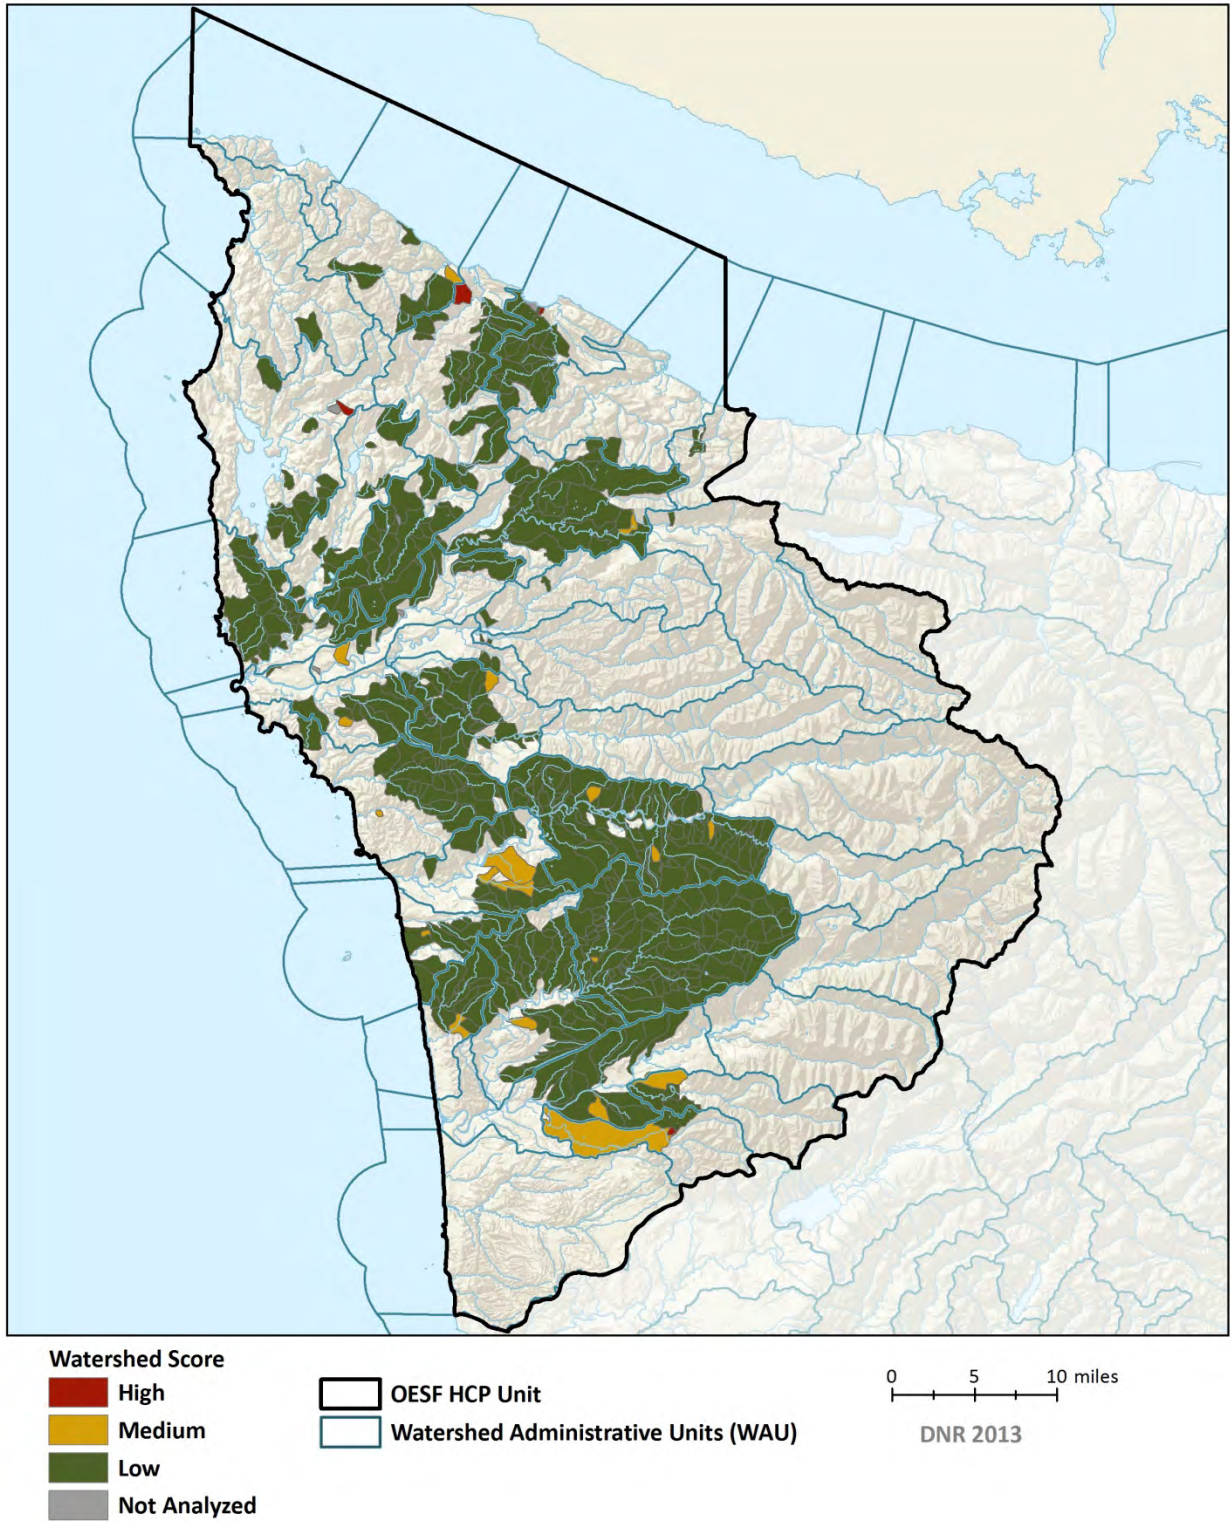 Watershed Score
High
Medium
Low
Not Analyzed
OESF HCP Unit
Watershed Administrative Units (WAU)
0 5 10 miles
DNR 2013